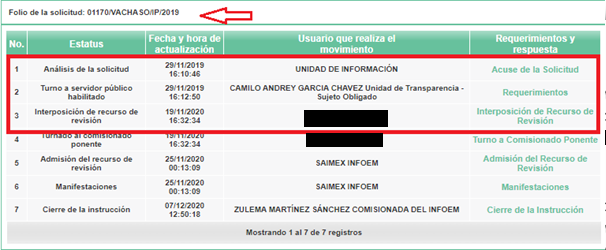 Folio de la solicitud: 01170/VACHASO/IP/2019
No. Estatus Fecha y hora de actualización Usuario que realiza el movimiento Requerimientos y respuesta
1 Análisis de la solicitud 29/11/2019 16:10:46 UNIDAD DE INFORMACIÓN Acuse de la Solicitud
2 Turno a servidor público habilitado 29/11/2019 16:12:50 CAMILO ANDREY GARCIA CHAVEZ Unidad de Transparencia - Sujeto Obligado Requerimientos
3 Interposición de recurso de revisión 19/11/2020 16:32:34 Interposición de Recurso de Revisión
4 Turnado al comisionado ponente 19/11/2020 16:32:34 Turno a Comisionado Ponente
5 Admisión del recurso de revisión 25/11/2020 00:13:09 SAIMEX INFOEM Admisión del Recurso de Revisión
6 Manifestaciones 25/11/2020 00:13:09 SAIMEX INFOEM Manifestaciones
7 Cierre de la instrucción 07/12/2020 12:50:18 ZULEMA MARTÍNEZ SÁNCHEZ COMISIONADA DEL INFOEM Cierre de la instrucción
Mostrando 1 al 7 de 7 registros